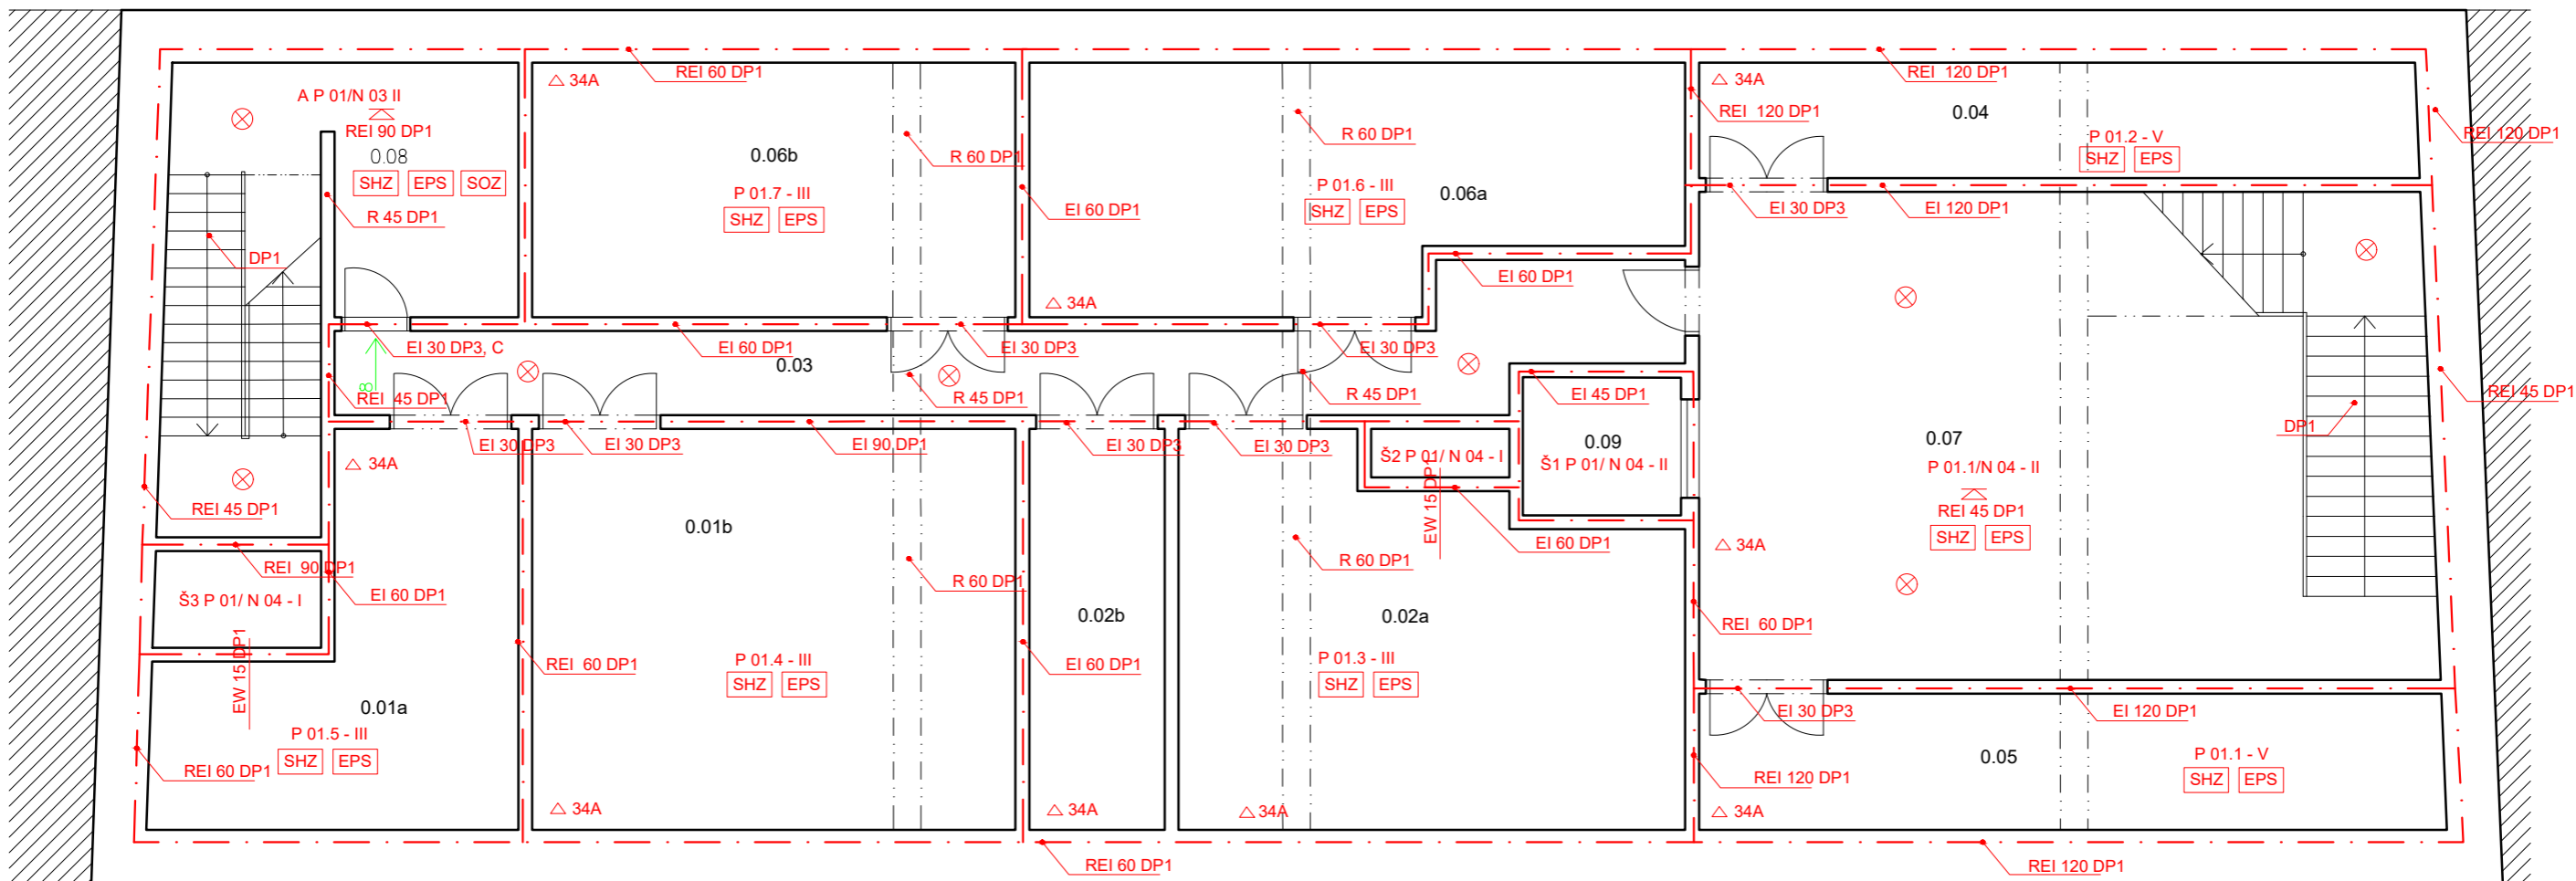 REI 60 DP1
REI 120 DP1
34A
34A
A P 01/N 03 II
REI 90 DP1
0.08
SHZ EPS SOZ
R 45 DP1
DP1
0.06b
P 01.7 - III
SHZ EPS
R 60 DP1
EI 60 DP1
R 60 DP1
P 01.6 - III
SHZ EPS
0.06a
34A
REI 120 DP1
0.04
P 01.2 - V
SHZ EPS
REI 120 DP1
EI 30 DP3
EI 120 DP1
EI 60 DP1
EI 30 DP3, C
8
EI 60 DP1
0.03
EI 30 DP3
EI 30 DP3
REI 45 DP1
R 45 DP1
R 45 DP1
EI 45 DP1
REI 45 DP1
EI 30 DP3
EI 30 DP3
EI 90 DP1
EI 30 DP3
EI 30 DP3
0.09
Š1 P 01/ N 04 - II
Š2 P 01/ N 04 - I
EW 15 DP1
0.07
P 01.1/N 04 - II
REI 45 DP1
SHZ EPS
DP1
34A
REI 45 DP1
0.01b
34A
REI 90 DP1
R 60 DP1
R 60 DP1
EI 60 DP1
Š3 P 01/ N 04 - I
EI 60 DP1
EW 15 DP1
0.02b
0.02a
REI 60 DP1
REI 60 DP1
P 01.4 - III
SHZ EPS
EI 60 DP1
P 01.3 - III
SHZ EPS
0.01a
P 01.5 - III
SHZ EPS
REI 60 DP1
EI 30 DP3
EI 120 DP1
0.05
P 01.1 - V
SHZ EPS
REI 120 DP1
34A
34A
34A
34A
REI 60 DP1
REI 120 DP1